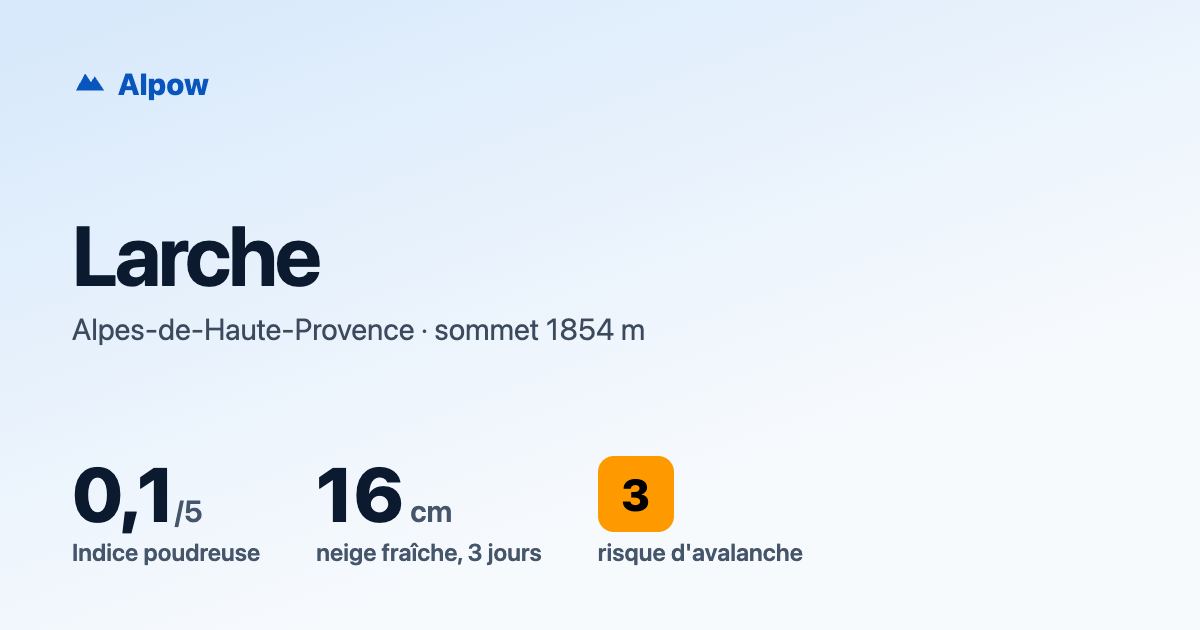 Alpow
Larche
Alpes-de-Haute-Provence · sommet 1854 m
0,1/5
Indice poudreuse
16 cm
neige fraîche, 3 jours
3
risque d'avalanche